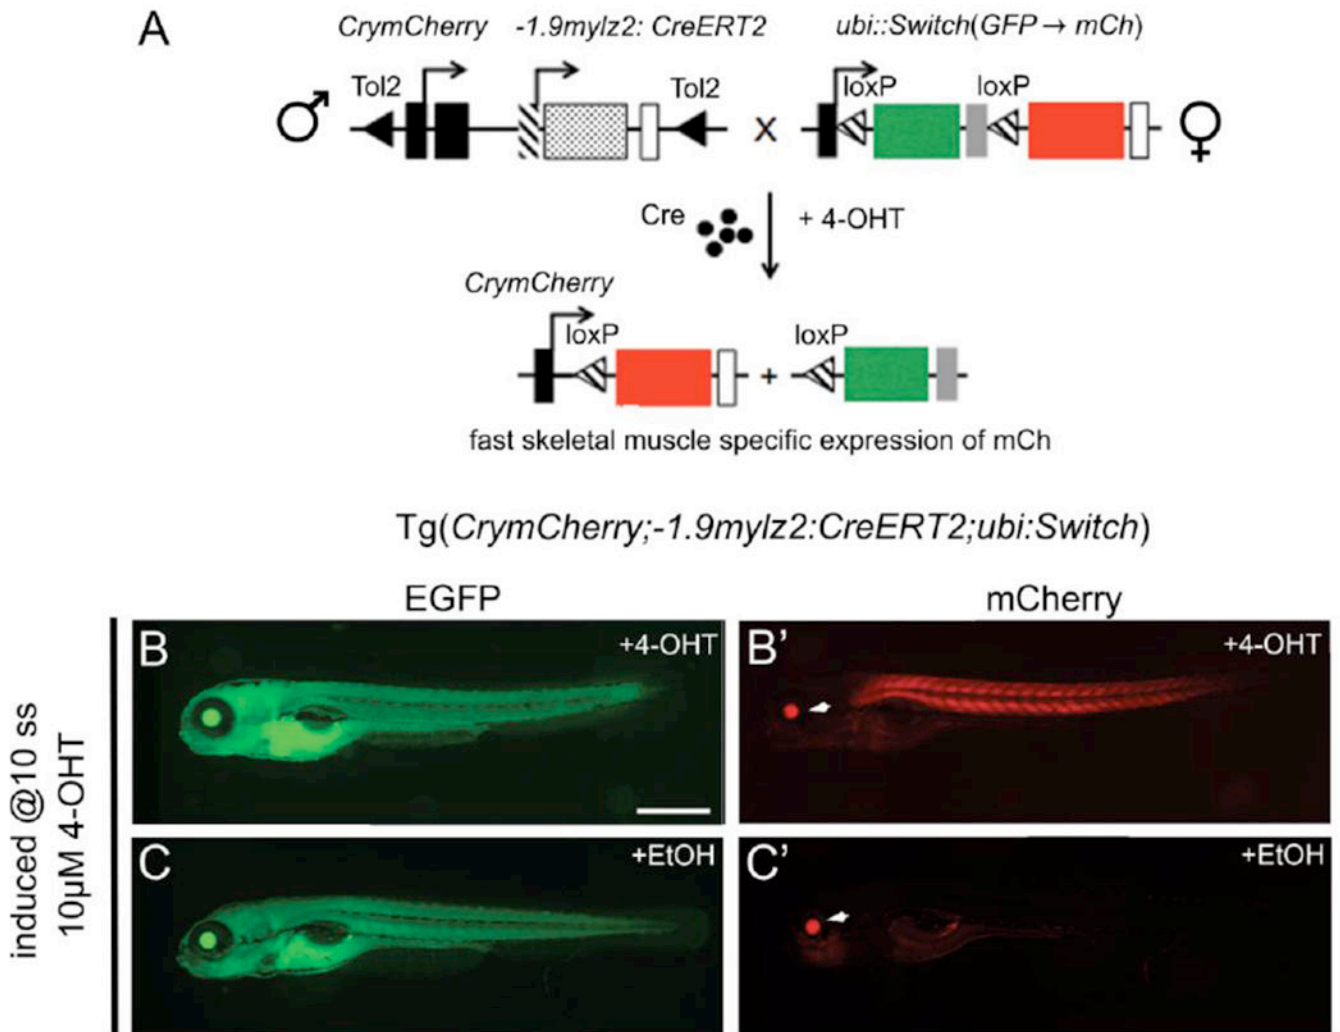 A
CrymCherry -1.9mylz2: CreERT2 ubi::Switch(GFP → mCh)
Tol2 Tol2 loxP loxP
♂ X ♀
Cre + 4-OHT
CrymCherry
loxP loxP
+
fast skeletal muscle specific expression of mCh
Tg(CrymCherry;-1.9mylz2:CreERT2;ubi:Switch)
EGFP mCherry
induced @10 ss
10µM 4-OHT
B +4-OHT
B’ +4-OHT
C +EtOH
C’ +EtOH